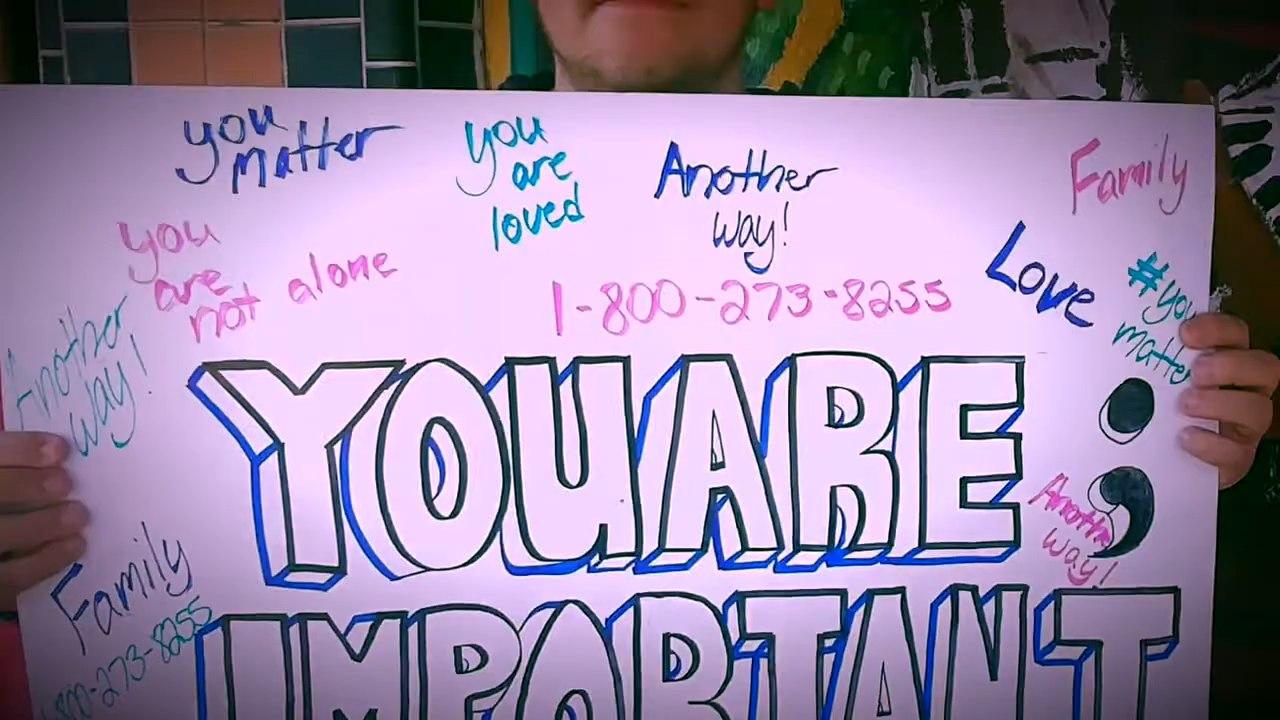 you
matter
you
are
loved
Another
way!
Family
you
are
not alone
Love
#you
matter
1-800-273-8255
Another
way!
YOU ARE
;
Another
way!
Family
1-800-273-8255
IMPORTANT